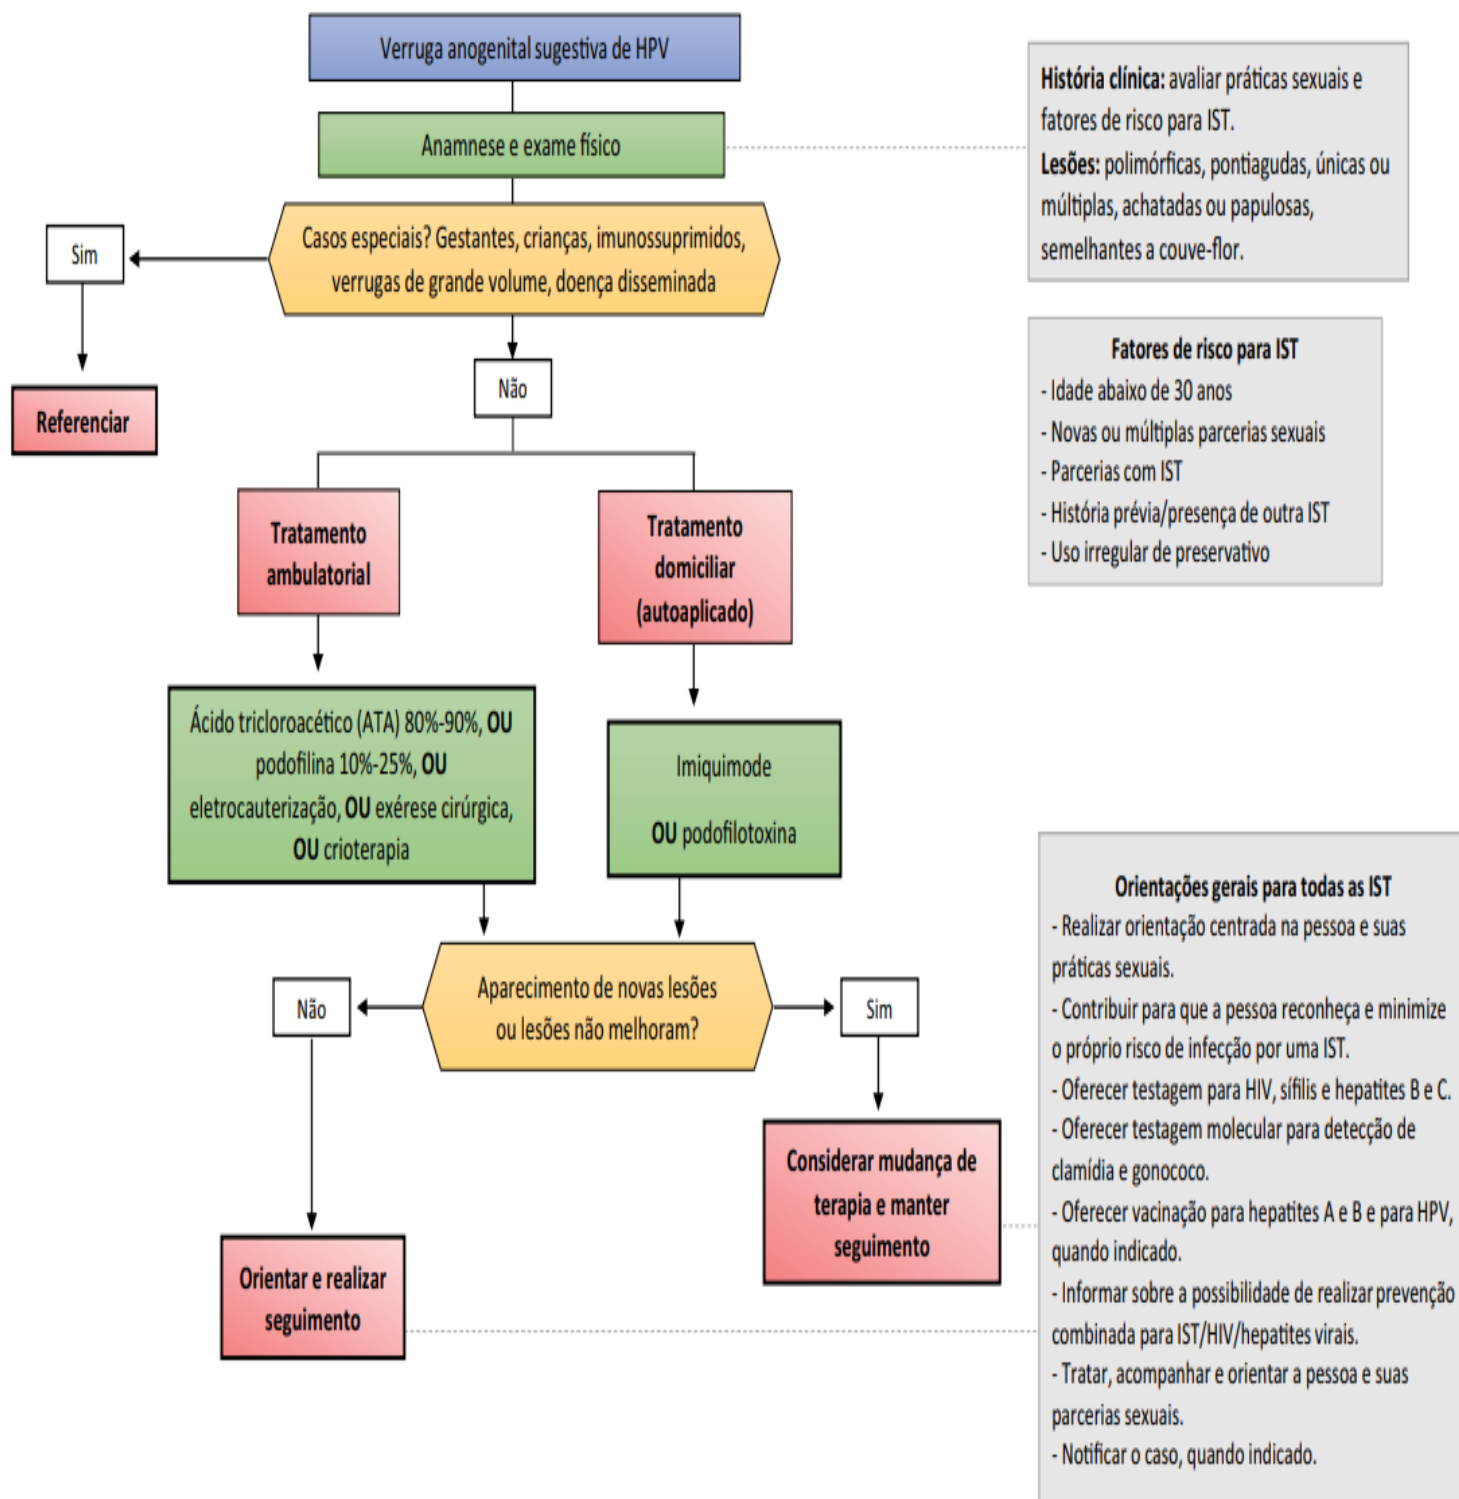 Verruga anogenital sugestiva de HPV
Anamnese e exame físico
História clínica: avaliar práticas sexuais e
fatores de risco para IST.
Lesões: polimórficas, pontiagudas, únicas ou
múltiplas, achatadas ou papulosas,
semelhantes a couve-flor.
Casos especiais? Gestantes, crianças, imunossuprimidos,
verrugas de grande volume, doença disseminada
Sim
Referenciar
Não
Fatores de risco para IST
- Idade abaixo de 30 anos
- Novas ou múltiplas parcerias sexuais
- Parcerias com IST
- História prévia/presença de outra IST
- Uso irregular de preservativo
Tratamento
ambulatorial
Tratamento
domiciliar
(autoaplicado)
Ácido tricloroacético (ATA) 80%-90%, OU
podofilina 10%-25%, OU
eletrocauterização, OU exérese cirúrgica,
OU crioterapia
Imiquimode
OU podofilotoxina
Aparecimento de novas lesões
ou lesões não melhoram?
Não
Sim
Orientar e realizar
seguimento
Considerar mudança de
terapia e manter
seguimento
Orientações gerais para todas as IST
- Realizar orientação centrada na pessoa e suas
práticas sexuais.
- Contribuir para que a pessoa reconheça e minimize
o próprio risco de infecção por uma IST.
- Oferecer testagem para HIV, sífilis e hepatites B e C.
- Oferecer testagem molecular para detecção de
clamídia e gonococo.
- Oferecer vacinação para hepatites A e B e para HPV,
quando indicado.
- Informar sobre a possibilidade de realizar prevenção
combinada para IST/HIV/hepatites virais.
- Tratar, acompanhar e orientar a pessoa e suas
parcerias sexuais.
- Notificar o caso, quando indicado.